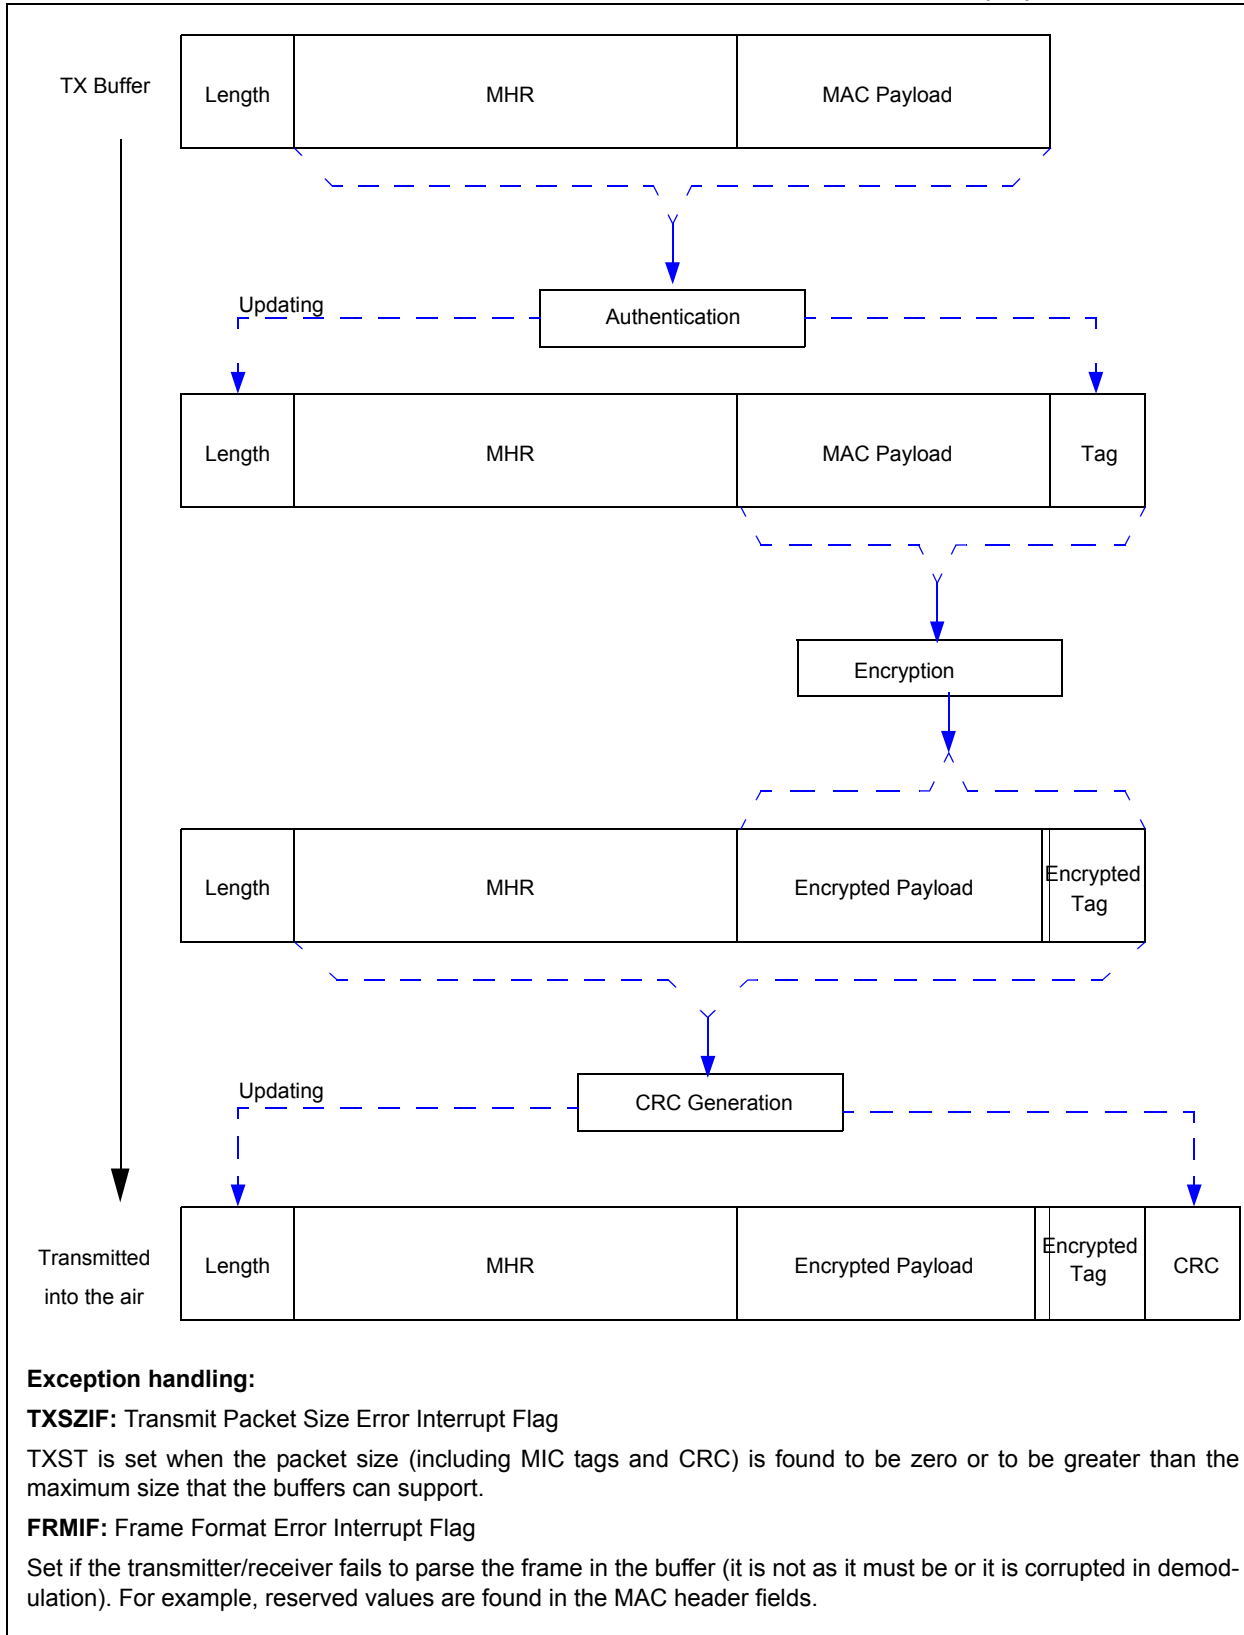 TX Buffer
Length
MHR
MAC Payload
Updating
Authentication
Length
MHR
MAC Payload
Tag
Encryption
Length
MHR
Encrypted Payload
Encrypted
Tag
Updating
CRC Generation
Transmitted
into the air
Length
MHR
Encrypted Payload
Encrypted
Tag
CRC
Exception handling:
TXSZIF: Transmit Packet Size Error Interrupt Flag
TXST is set when the packet size (including MIC tags and CRC) is found to be zero or to be greater than the
maximum size that the buffers can support.
FRMIF: Frame Format Error Interrupt Flag
Set if the transmitter/receiver fails to parse the frame in the buffer (it is not as it must be or it is corrupted in demod-
ulation). For example, reserved values are found in the MAC header fields.